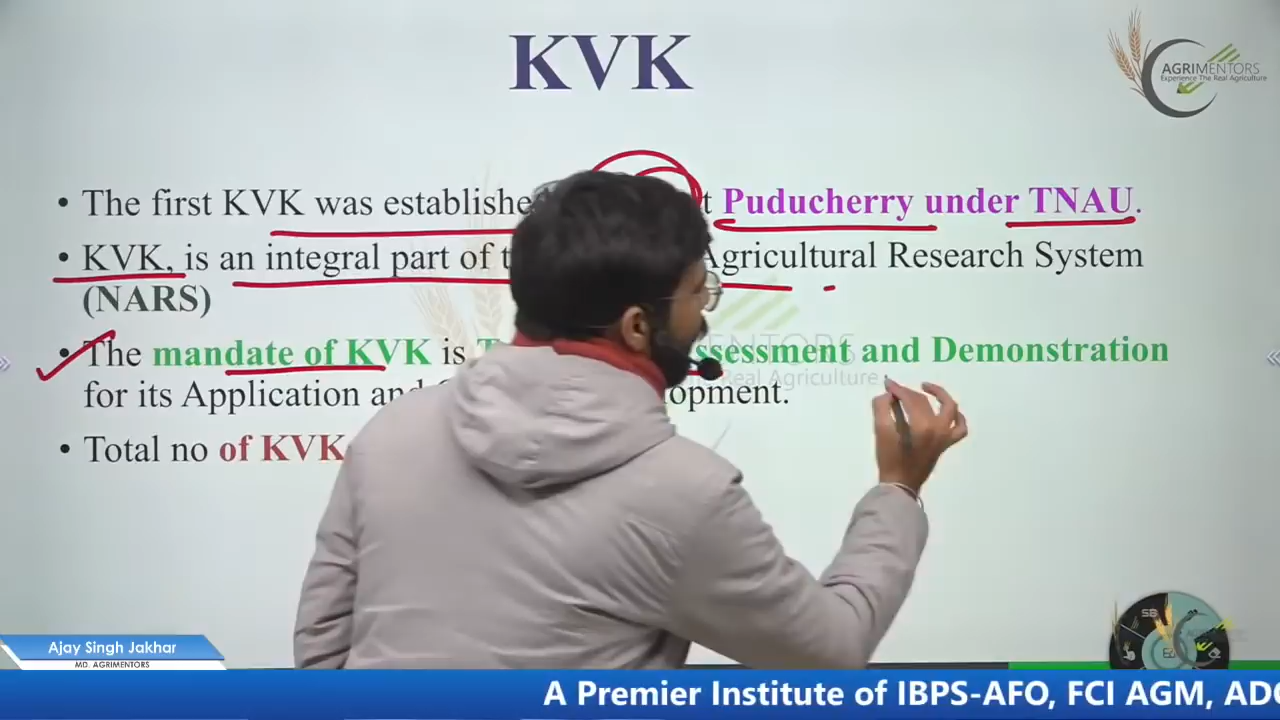 KVK
AGRIMENTORS
Experience The Real Agriculture
• The first KVK was establishe t Puducherry under TNAU.
• KVK, is an integral part of t Agricultural Research System
(NARS)
• The mandate of KVK is T ssessment and Demonstration
for its Application and opment.
• Total no of KVK
Ajay Singh Jakhar
MD. AGRIMENTORS
A Premier Institute of IBPS-AFO, FCI AGM, ADO